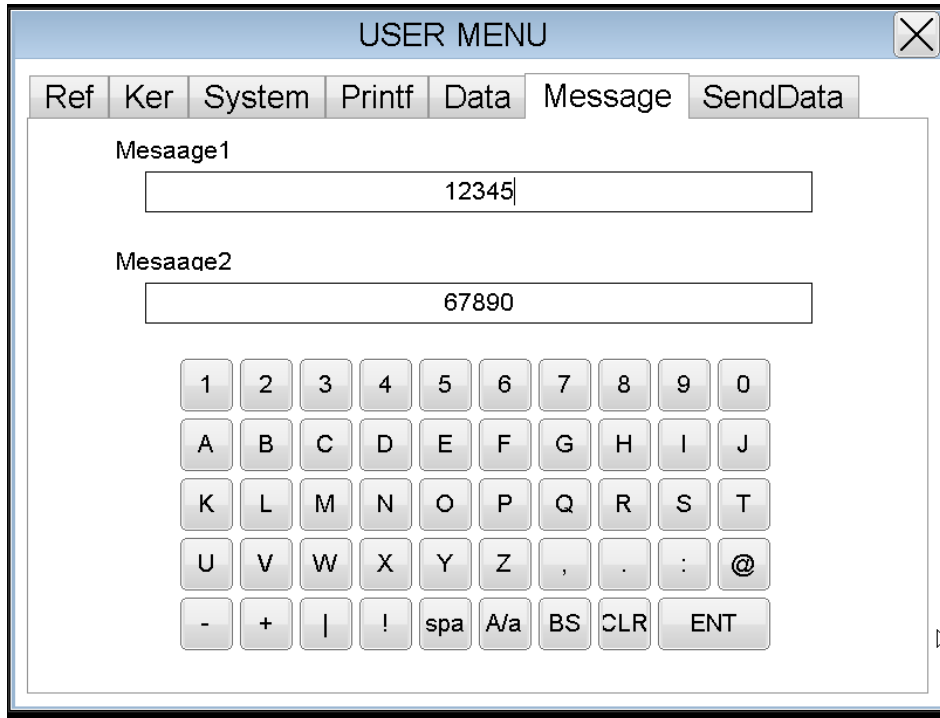 USER MENU
Ref Ker System Printf Data Message SendData
Mesaage1
12345
Mesaage2
67890
1 2 3 4 5 6 7 8 9 0
A B C D E F G H I J
K L M N O P Q R S T
U V W X Y Z , . : @
- + | ! spa A/a BS CLR ENT